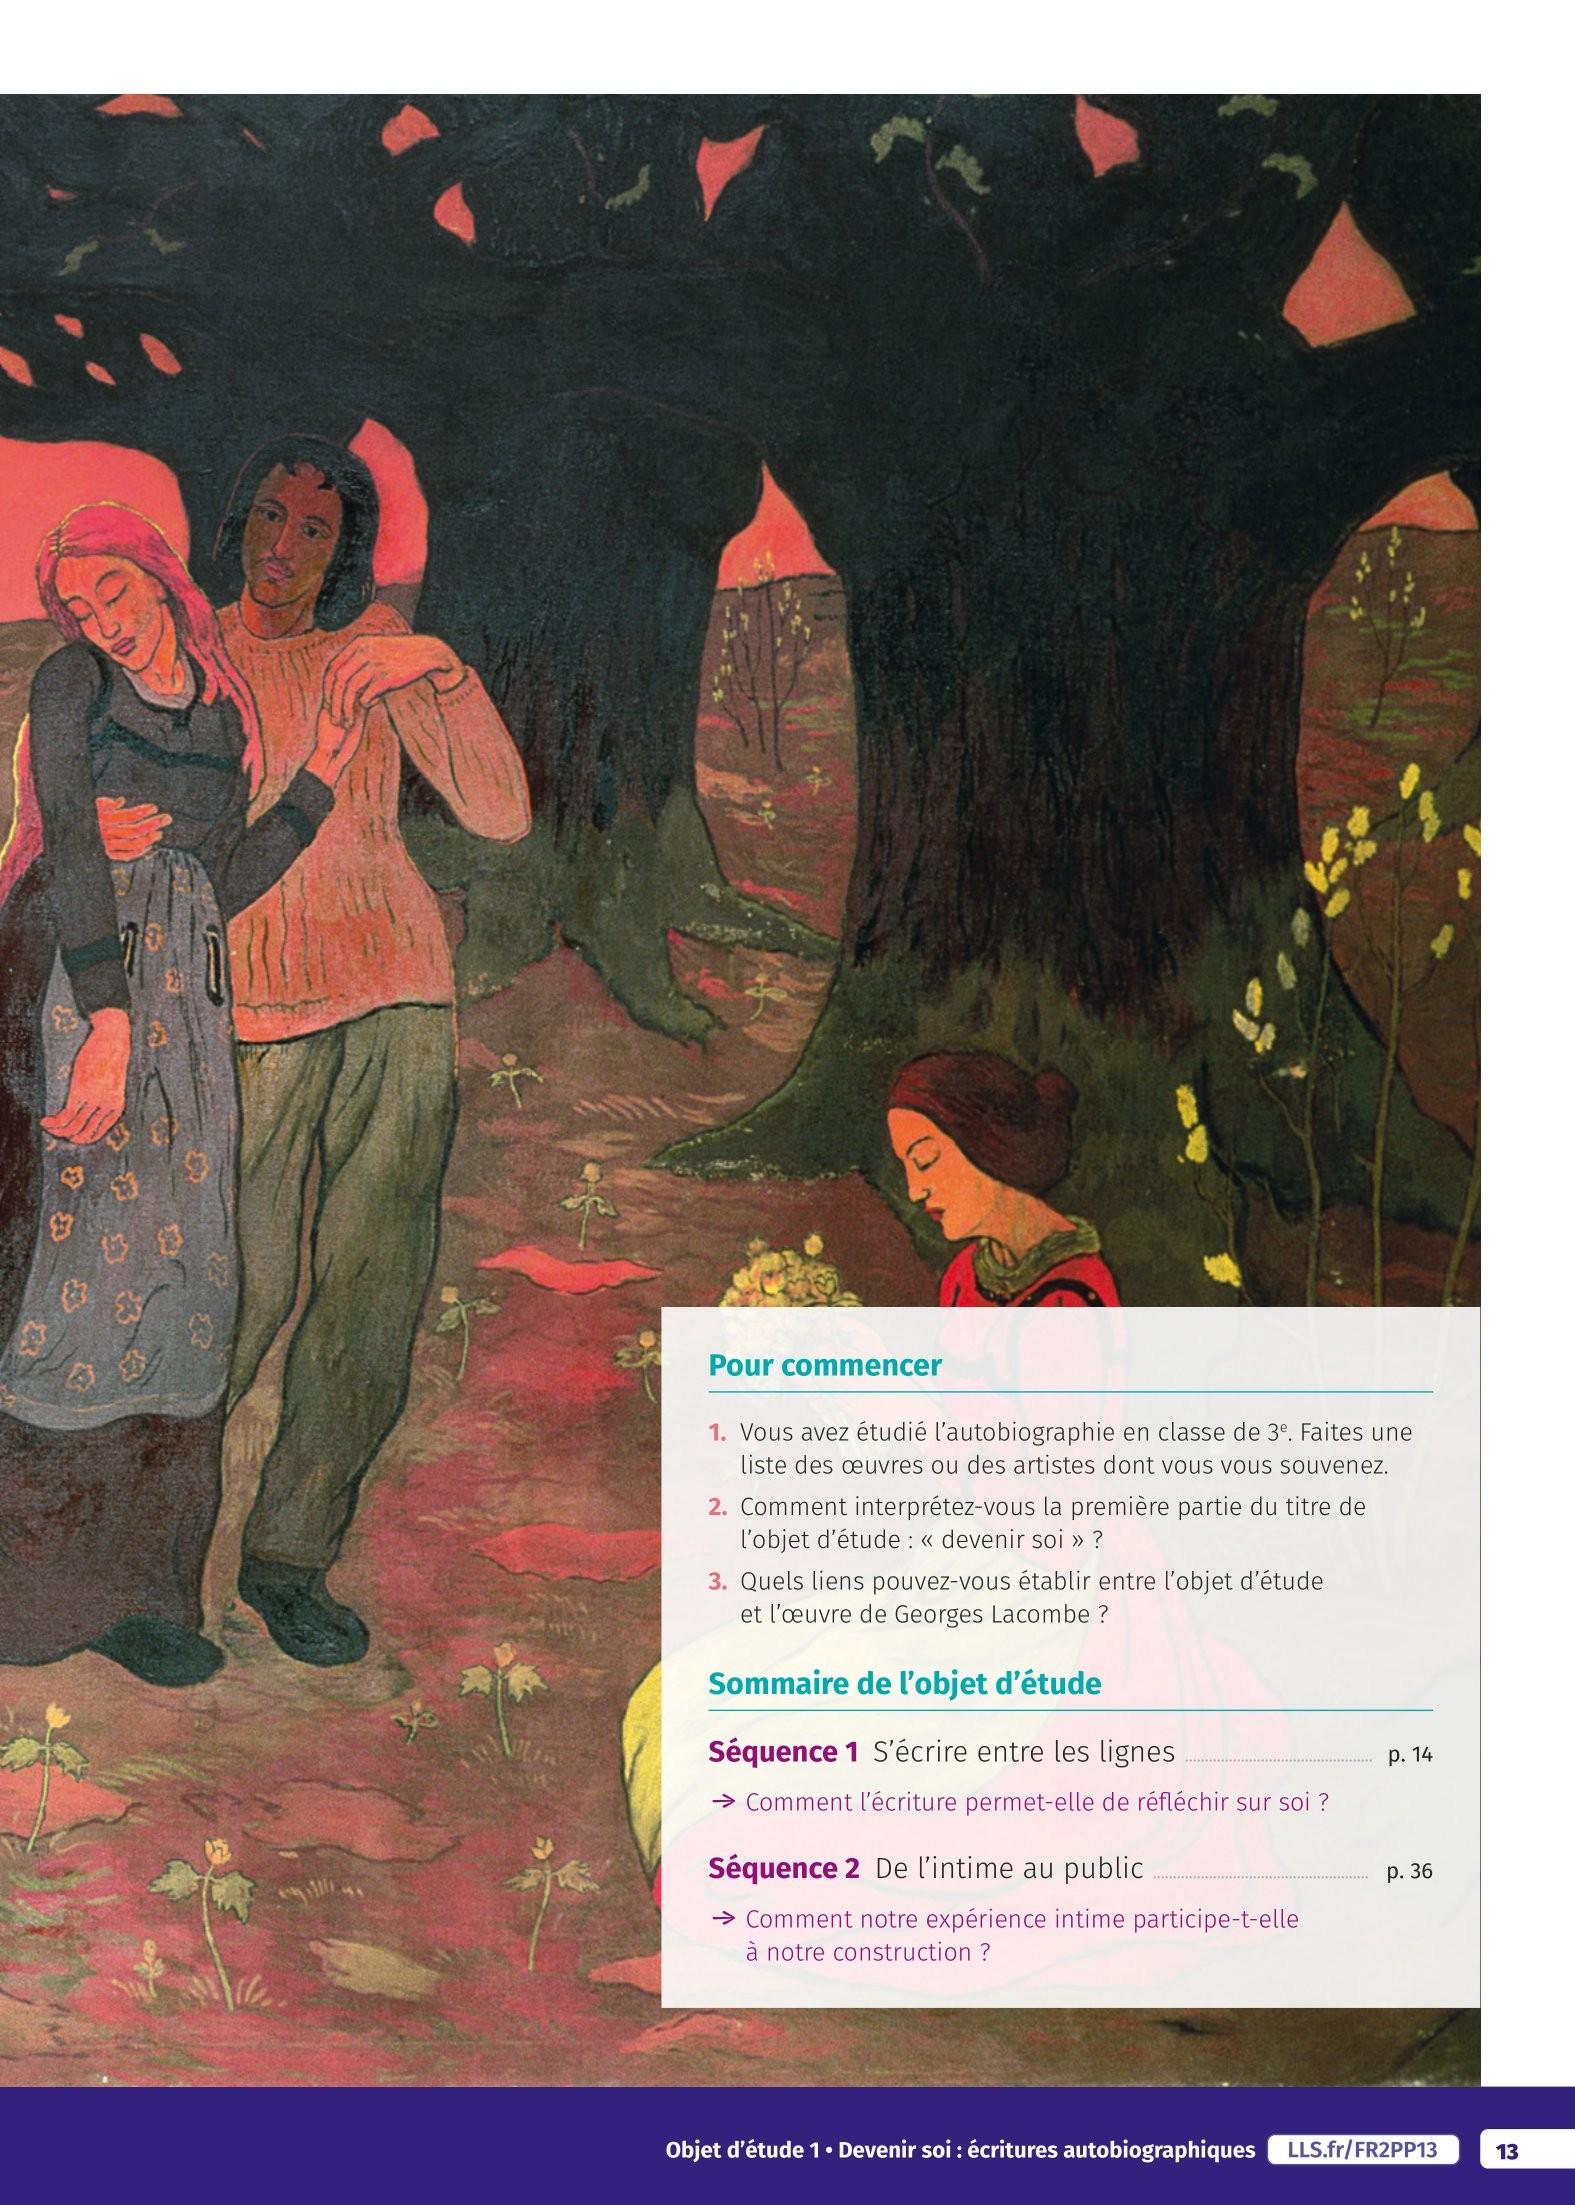 Pour commencer
1. Vous avez étudié l’autobiographie en classe de 3e. Faites une
liste des œuvres ou des artistes dont vous vous souvenez.
2. Comment interprétez-vous la première partie du titre de
l’objet d’étude : « devenir soi » ?
3. Quels liens pouvez-vous établir entre l’objet d’étude
et l’œuvre de Georges Lacombe ?
Sommaire de l’objet d’étude
Séquence 1 S’écrire entre les lignes p. 14
→ Comment l’écriture permet-elle de réfléchir sur soi ?
Séquence 2 De l’intime au public p. 36
→ Comment notre expérience intime participe-t-elle
à notre construction ?
Objet d’étude 1 • Devenir soi : écritures autobiographiques LLS.fr/FR2PP13 13